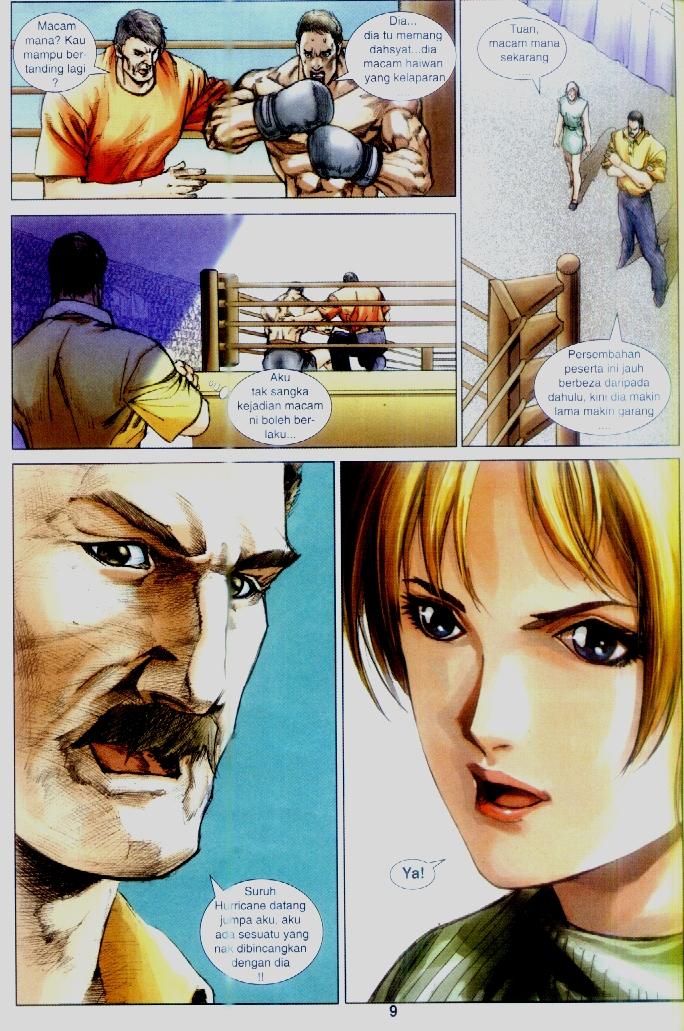 Macam
mana? Kau
mampu ber-
tanding lagi
?
Dia...
dia tu memang
dahsyat...dia
macam haiwan
yang kelaparan
Tuan,
macam mana
sekarang
....
Aku
tak sangka
kejadian macam
ni boleh ber-
laku...
Persembahan
peserta ini jauh
berbeza daripada
dahulu, kini dia makin
lama makin garang
....
Suruh
Hurricane datang
jumpa aku, aku
ada sesuatu yang
nak dibincangkan
dengan dia
!!
Ya!
9